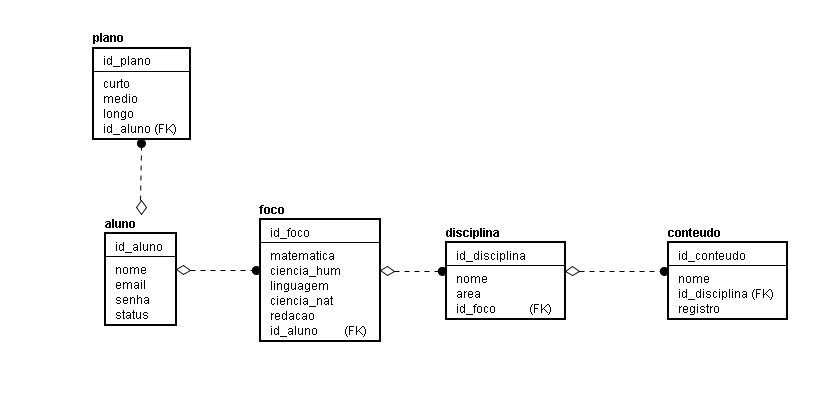 plano
id_plano
curto
medio
longo
id_aluno (FK)
aluno
id_aluno
nome
email
senha
status
foco
id_foco
matematica
ciencia_hum
linguagem
ciencia_nat
redacao
id_aluno (FK)
disciplina
id_disciplina
nome
area
id_foco (FK)
conteudo
id_conteudo
nome
id_disciplina (FK)
registro